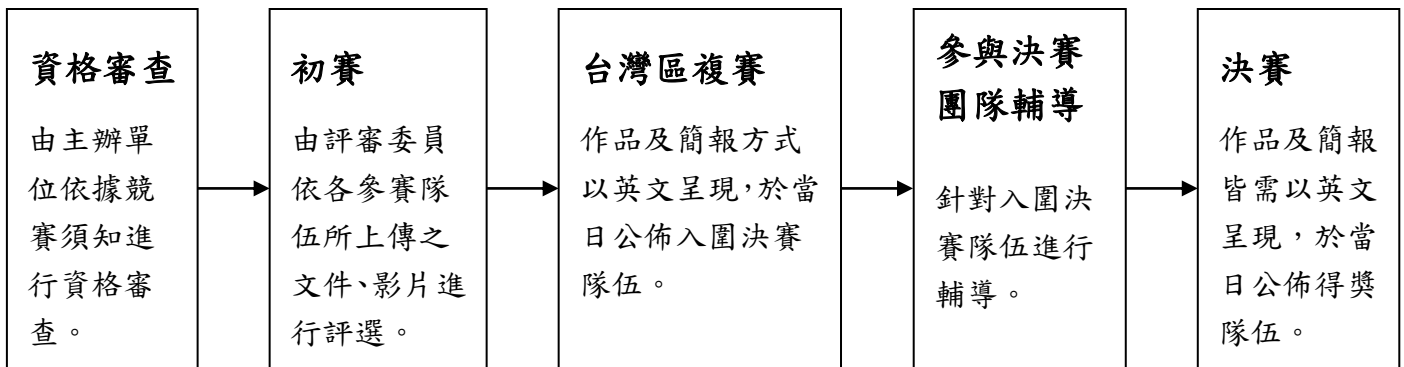 資格審查
由主辦單
位依據競
賽須知進
行資格審
查。
初賽
由評審委員
依各參賽隊
伍所上傳之
文件、影片進
行評選。
台灣區複賽
作品及簡報方式
以英文呈現,於當
日公佈入圍決賽
隊伍。
參與決賽
團隊輔導
針對入圍決
賽隊伍進行
輔導。
決賽
作品及簡報
皆需以英文
呈現,於當
日公佈得獎
隊伍。